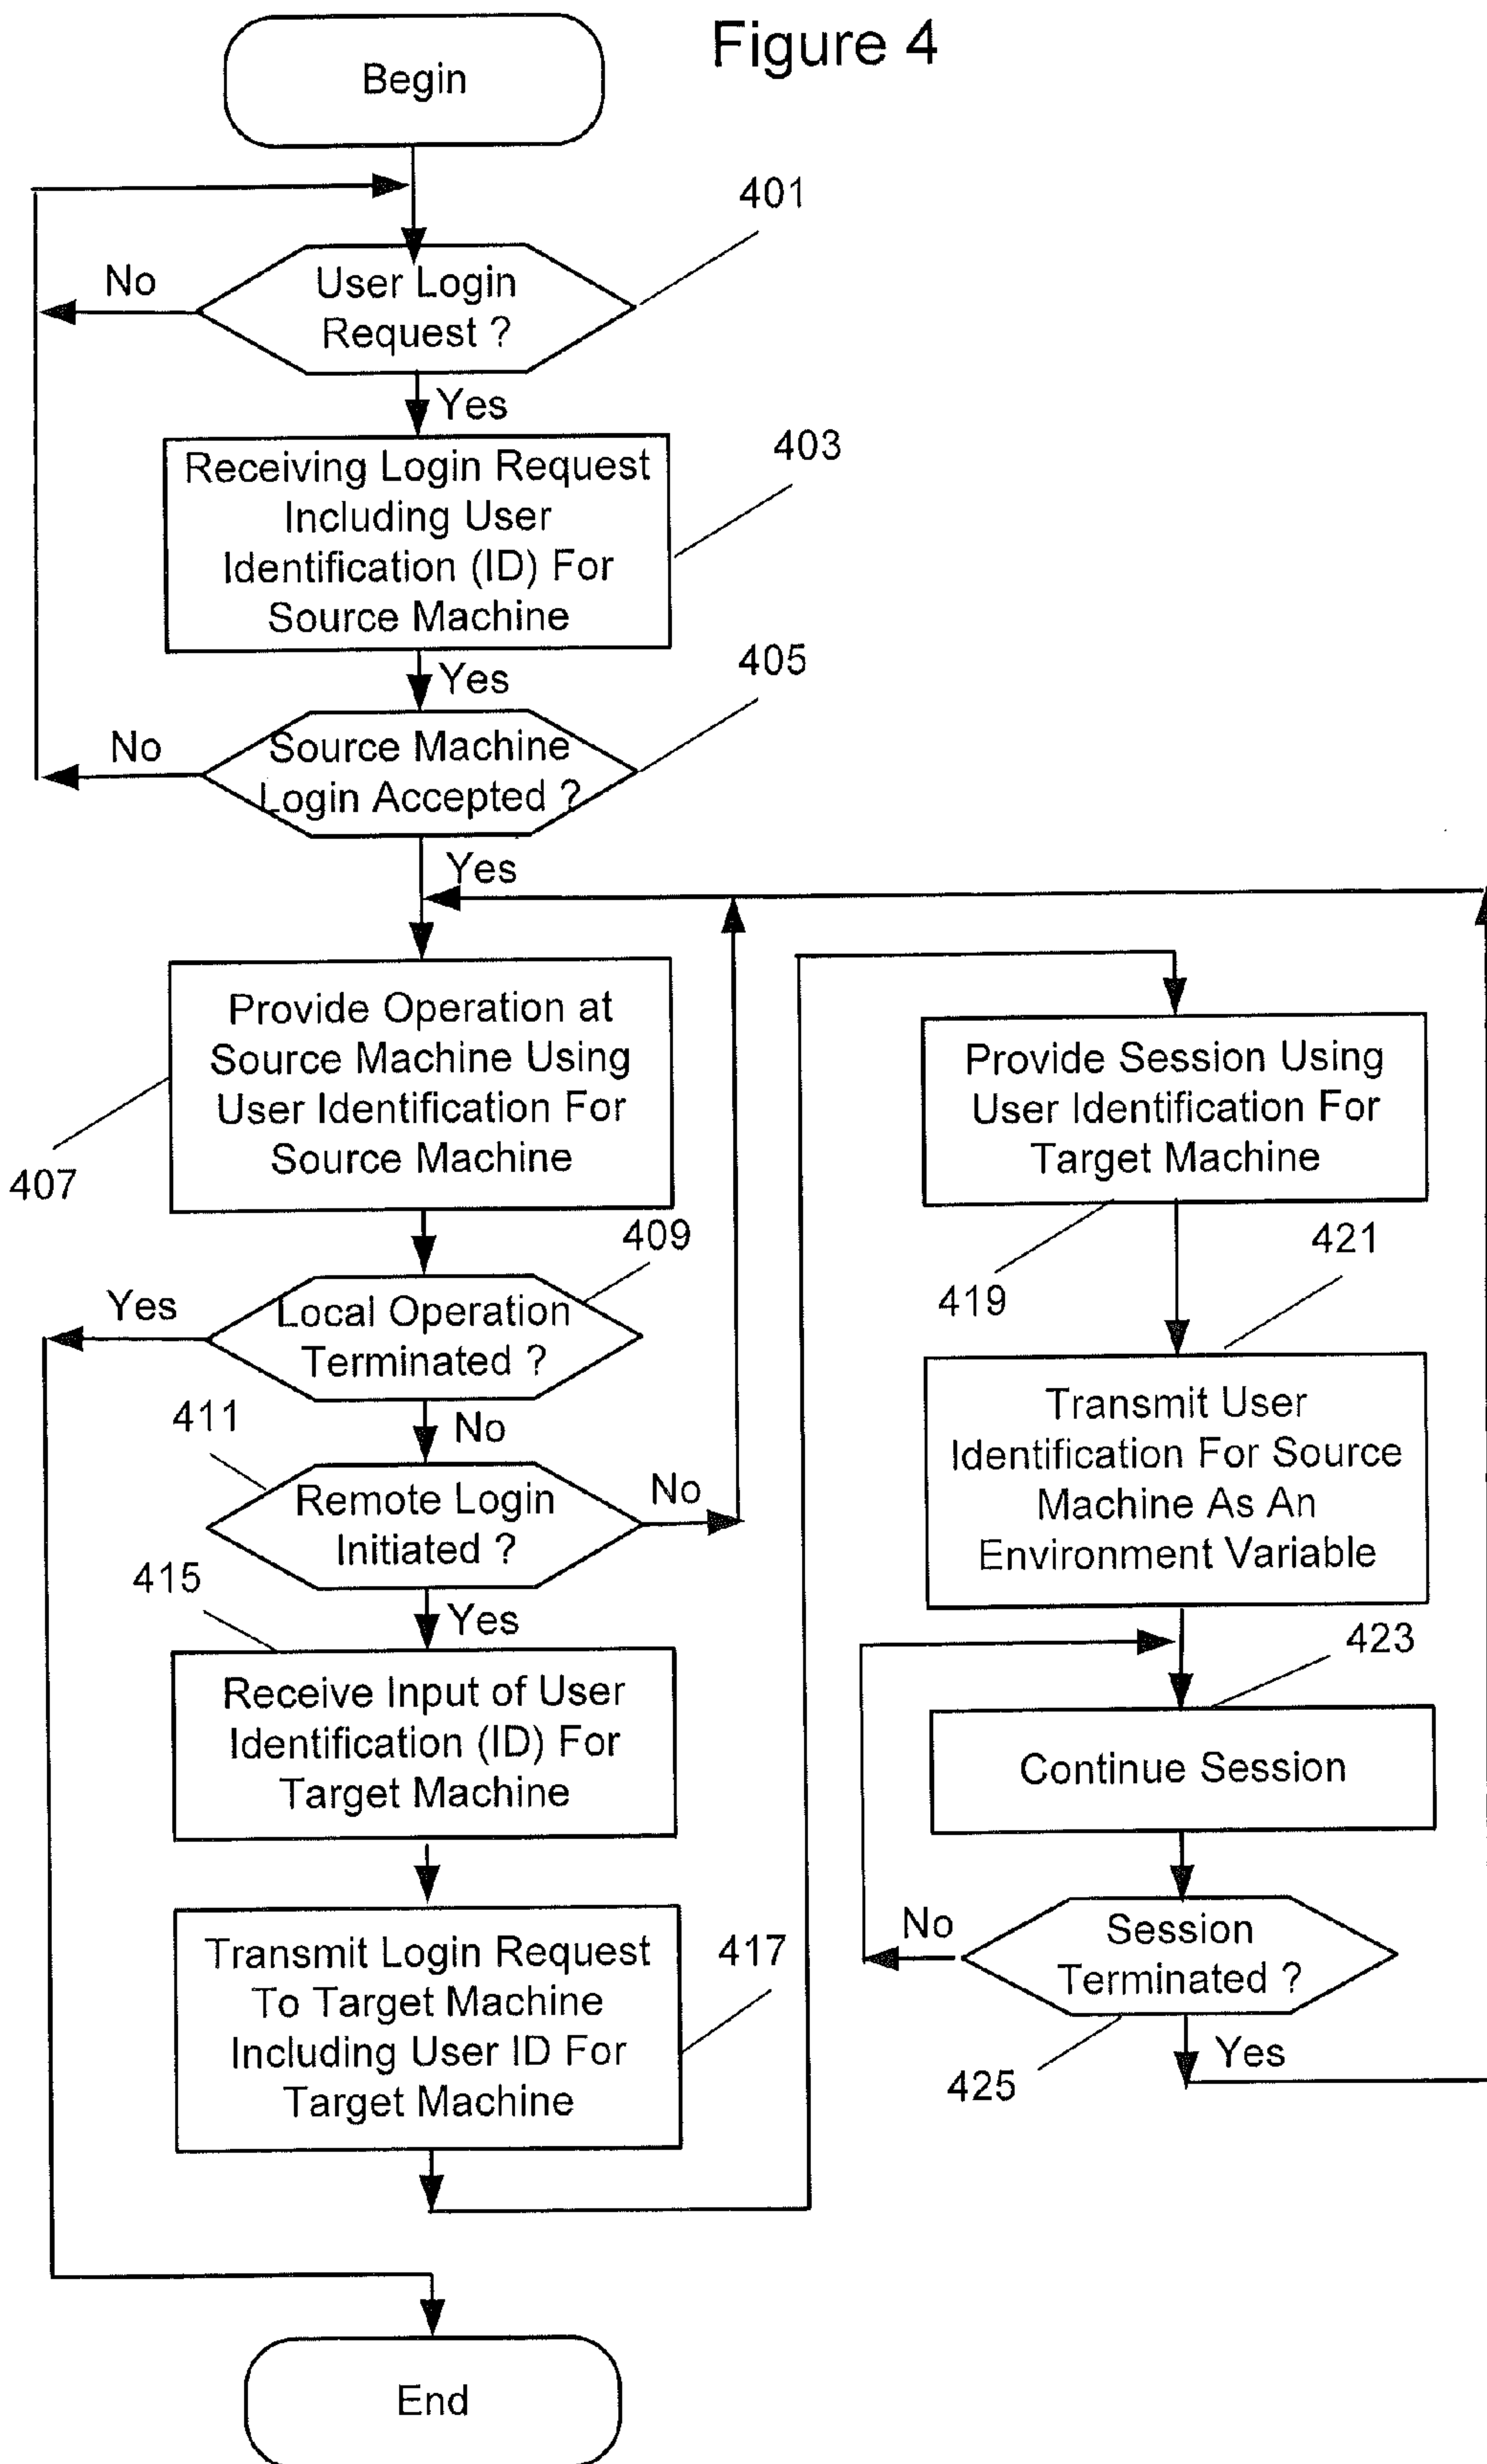 Figure 4
Begin
401
User Login
Request ?
No
Yes
403
Receiving Login Request
Including User
Identification (ID) For
Source Machine
Yes
405
Source Machine
Login Accepted ?
No
Yes
Provide Operation at
Source Machine Using
User Identification For
Source Machine
407
409
Local Operation
Terminated ?
Yes
No
411
Remote Login
Initiated ?
No
Yes
415
Receive Input of User
Identification (ID) For
Target Machine
Transmit Login Request
To Target Machine
Including User ID For
Target Machine
417
Provide Session Using
User Identification For
Target Machine
419
421
Transmit User
Identification For Source
Machine As An
Environment Variable
423
Continue Session
Session
Terminated ?
No
Yes
425
End